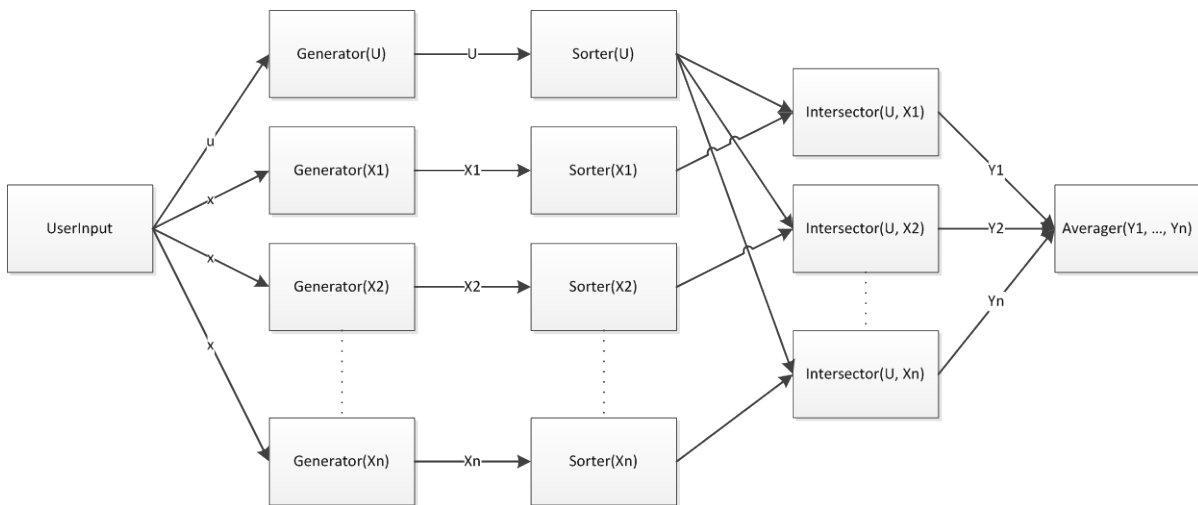 Generator(U)
U
Sorter(U)
Intersector(U, X1)
u
Generator(X1)
X1
Sorter(X1)
Y1
x
UserInput
Intersector(U, X2)
Y2
Averager(Y1, ..., Yn)
x
Generator(X2)
X2
Sorter(X2)
Yn
x
Intersector(U, Xn)
Generator(Xn)
Xn
Sorter(Xn)